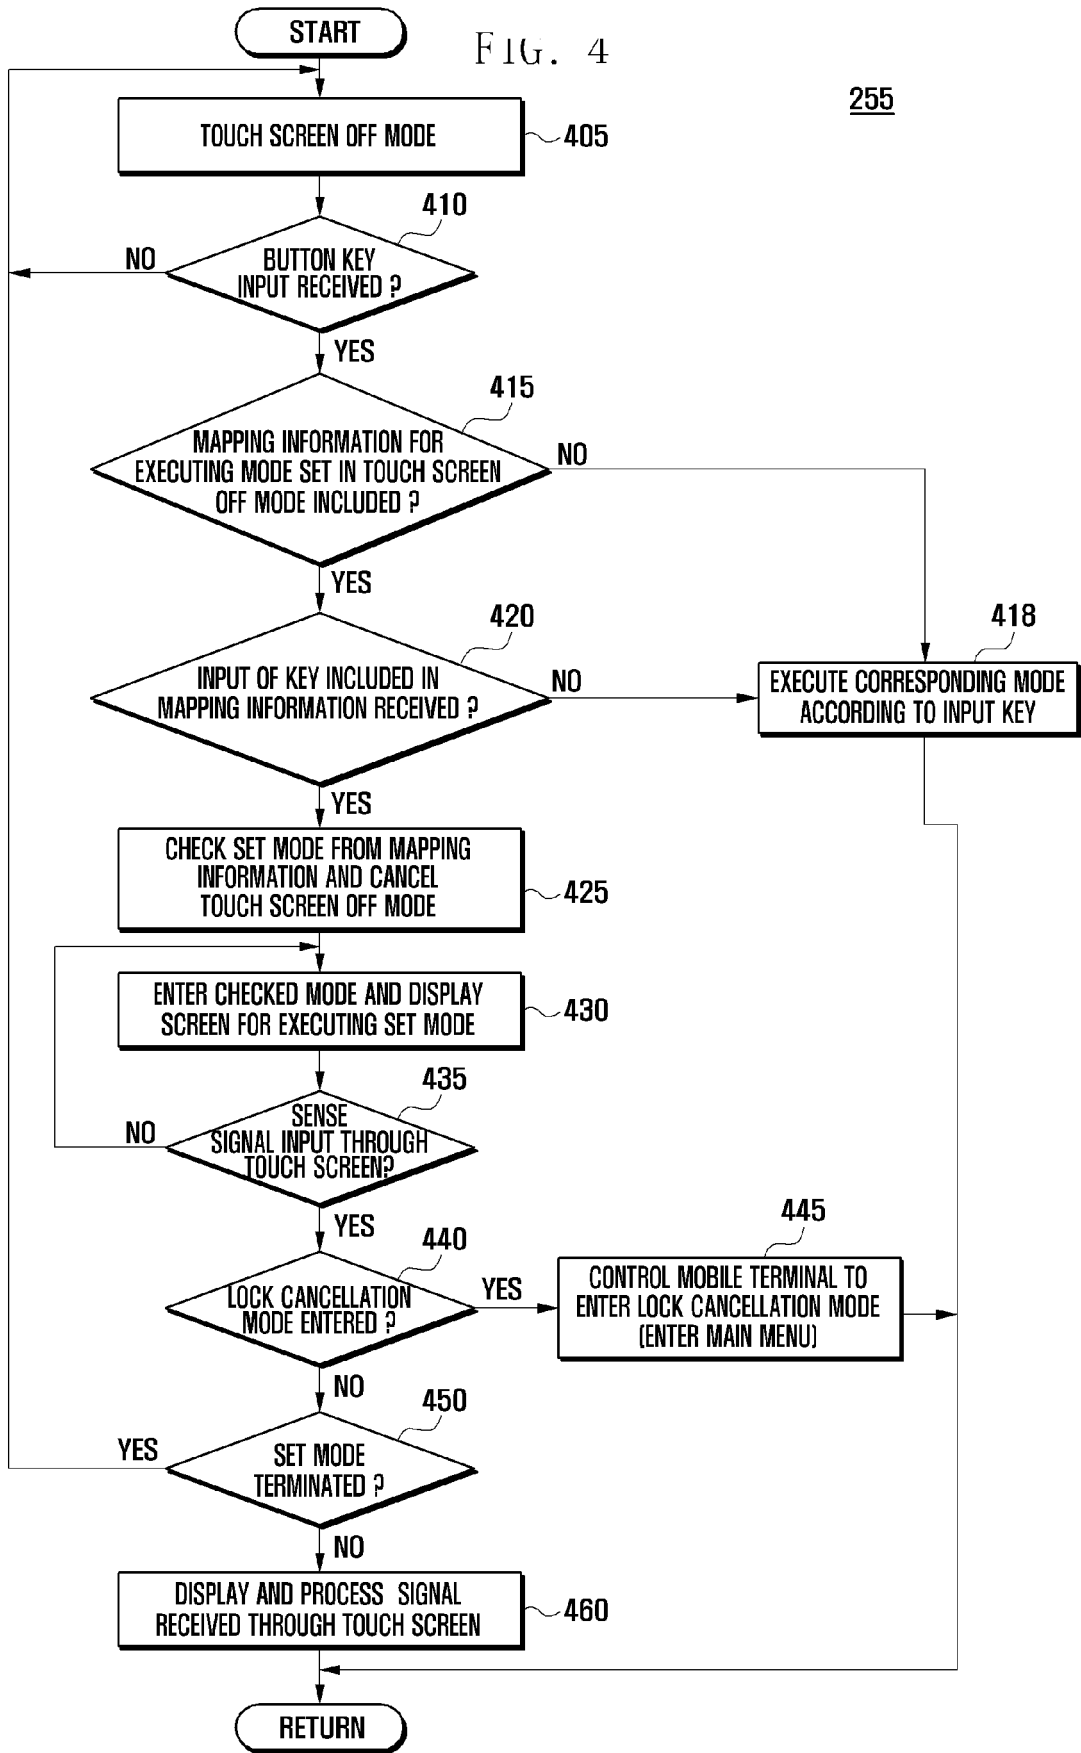 START
FIG. 4
255
TOUCH SCREEN OFF MODE
405
410
NO
BUTTON KEY
INPUT RECEIVED ?
YES
415
MAPPING INFORMATION FOR
EXECUTING MODE SET IN TOUCH SCREEN
OFF MODE INCLUDED ?
NO
YES
420
INPUT OF KEY INCLUDED IN
MAPPING INFORMATION RECEIVED ?
NO
418
EXECUTE CORRESPONDING MODE
ACCORDING TO INPUT KEY
YES
CHECK SET MODE FROM MAPPING
INFORMATION AND CANCEL
TOUCH SCREEN OFF MODE
425
ENTER CHECKED MODE AND DISPLAY
SCREEN FOR EXECUTING SET MODE
430
435
NO
SENSE
SIGNAL INPUT THROUGH
TOUCH SCREEN?
YES
440
LOCK CANCELLATION
MODE ENTERED ?
YES
445
CONTROL MOBILE TERMINAL TO
ENTER LOCK CANCELLATION MODE
(ENTER MAIN MENU)
NO
450
YES
SET MODE
TERMINATED ?
NO
DISPLAY AND PROCESS SIGNAL
RECEIVED THROUGH TOUCH SCREEN
460
RETURN